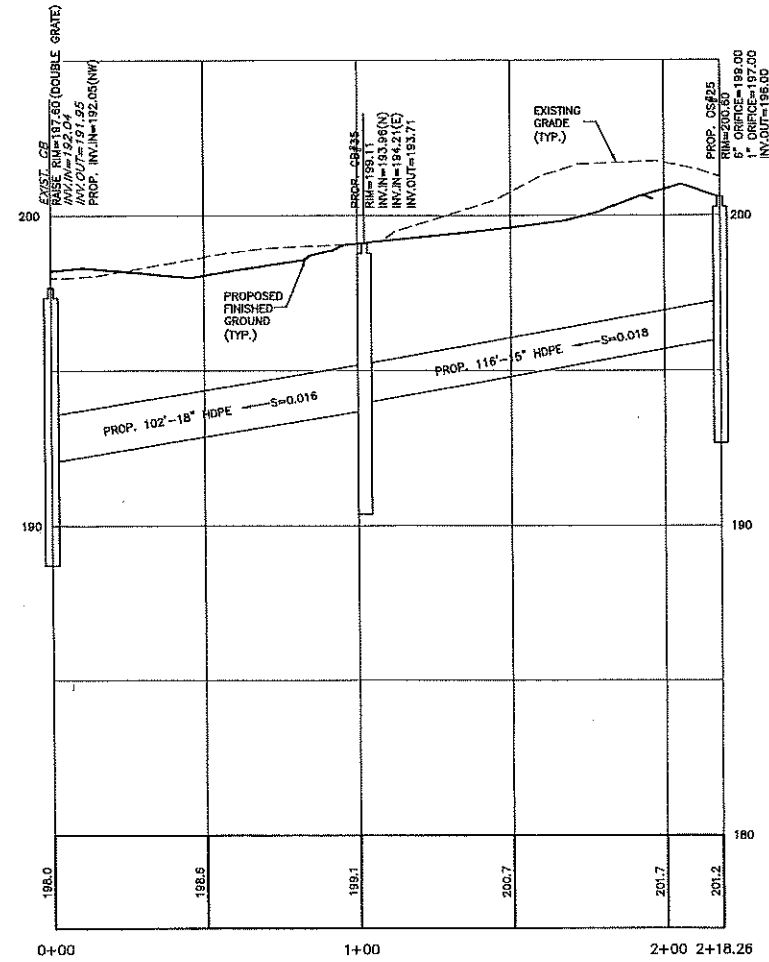 EXIST. CB
RAISE RIM=197.60(DOUBLE GRATE)
INV.IN=192.04
INV.OUT=191.95
PROP. INV.IN=192.05(NW)
PROP. CB#35
RIM=199.11
INV.IN=193.96(N)
INV.IN=194.21(E)
INV.OUT=193.71
PROP. OS#25
RIM=200.60
6" ORIFICE=199.00
1" ORIFICE=197.00
INV.OUT=196.00
EXISTING
GRADE
(TYP.)
200
200
PROPOSED
FINISHED
GROUND
(TYP.)
PROP. 116'-15" HDPE S=0.018
PROP. 102'-18" HDPE S=0.016
190
190
180
198.0
198.6
199.1
200.7
201.7
201.2
0+00
1+00
2+00
2+18.26